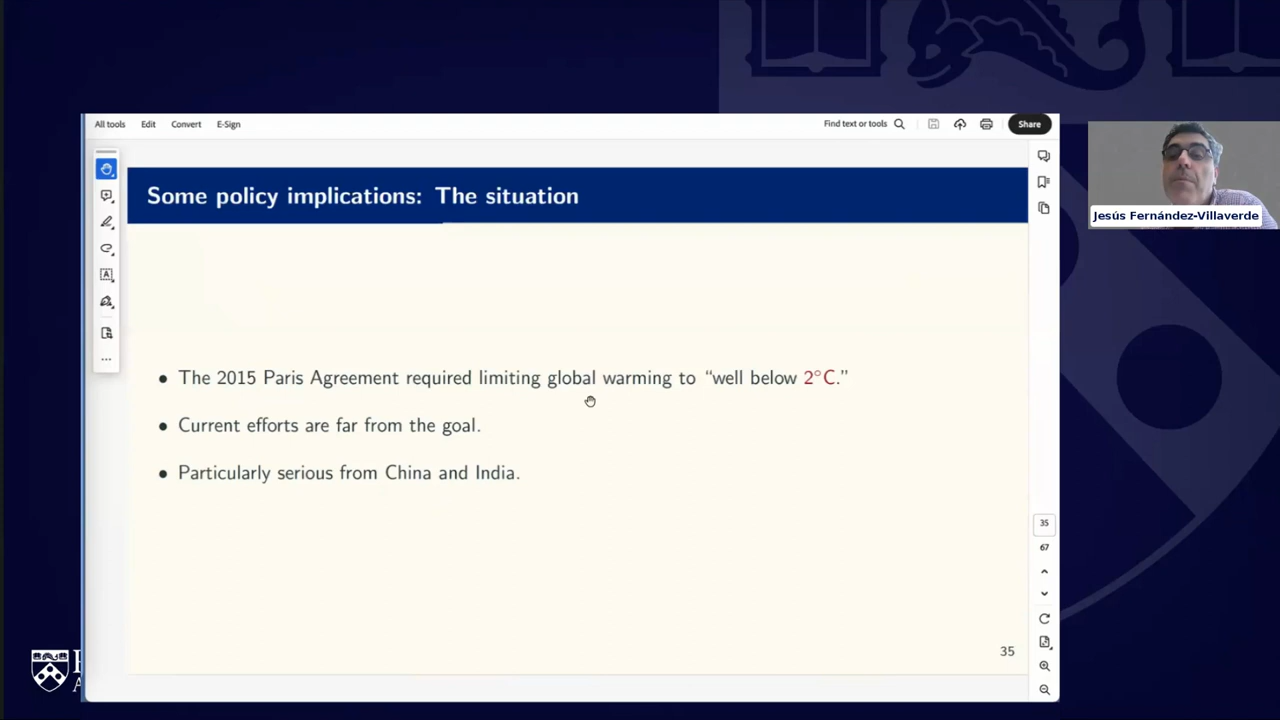 All tools Edit Convert E-Sign Find text or tools Share
Some policy implications: The situation
• The 2015 Paris Agreement required limiting global warming to “well below 2°C.”
• Current efforts are far from the goal.
• Particularly serious from China and India.
35
35
67
Jesús Fernández-Villaverde